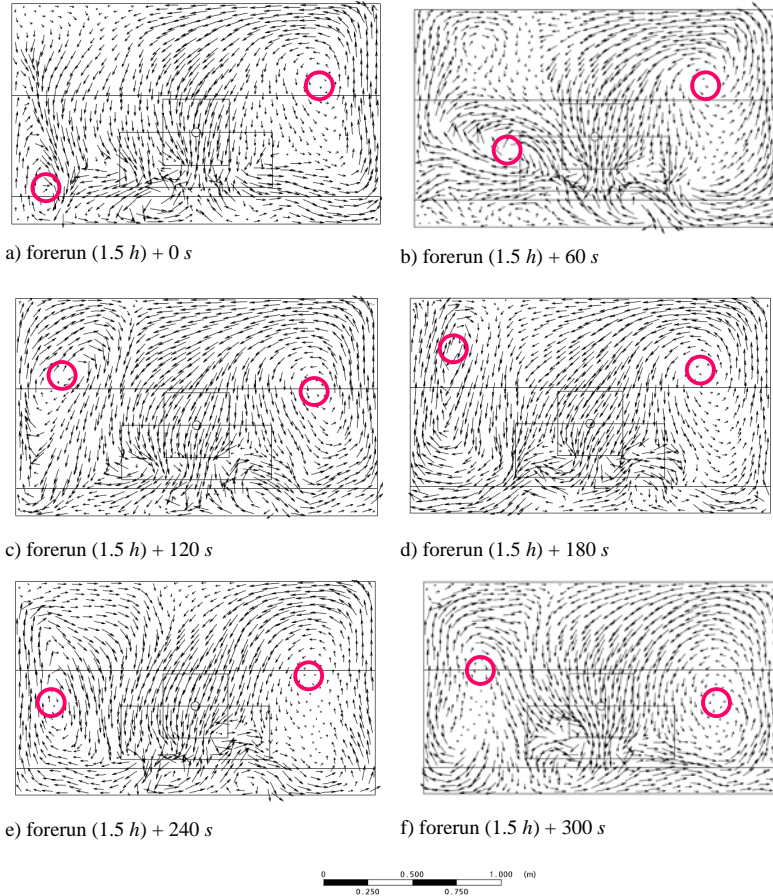 a) forerun (1.5 h) + 0 s
b) forerun (1.5 h) + 60 s
c) forerun (1.5 h) + 120 s
d) forerun (1.5 h) + 180 s
e) forerun (1.5 h) + 240 s
f) forerun (1.5 h) + 300 s
0 0.500 1.000 (m)
0.250 0.750